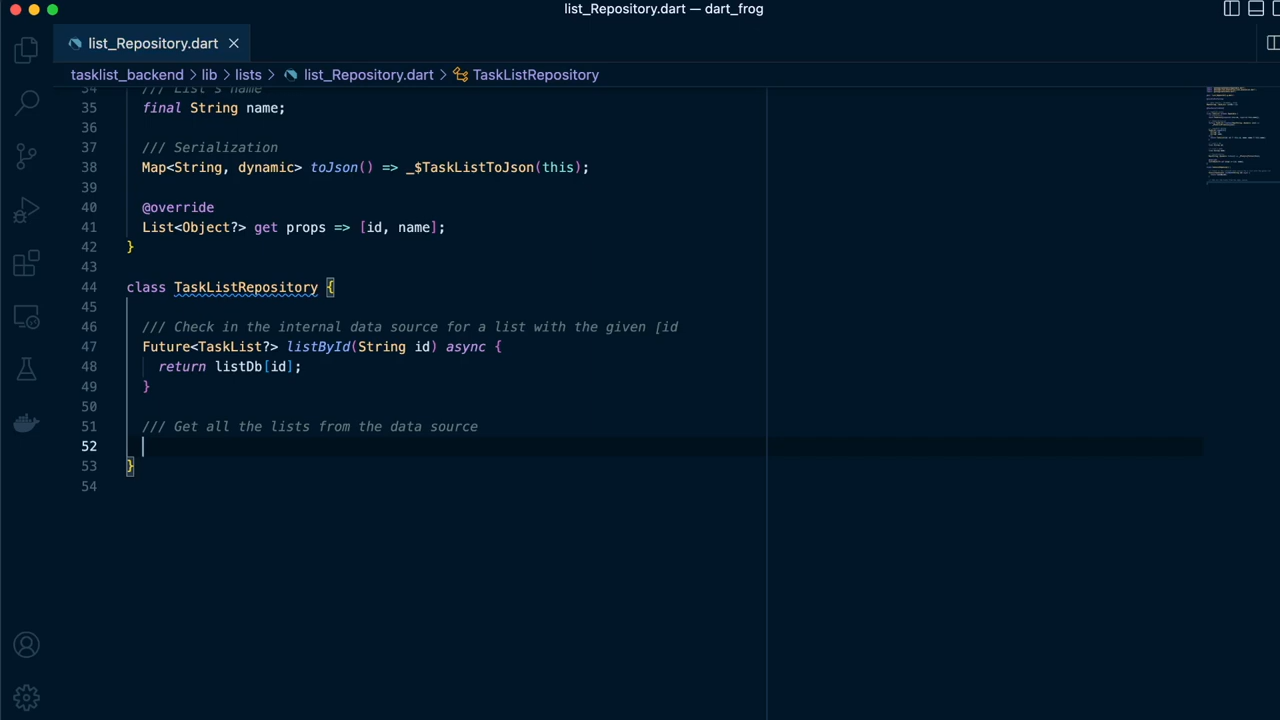 list_Repository.dart — dart_frog
list_Repository.dart
tasklist_backend > lib > lists > list_Repository.dart > TaskListRepository
34 /// List's name
35 final String name;
36
37 /// Serialization
38 Map<String, dynamic> toJson() => _$TaskListToJson(this);
39
40 @override
41 List<Object?> get props => [id, name];
42 }
43
44 class TaskListRepository {
45
46 /// Check in the internal data source for a list with the given [id
47 Future<TaskList?> listById(String id) async {
48 return listDb[id];
49 }
50
51 /// Get all the lists from the data source
52
53 }
54